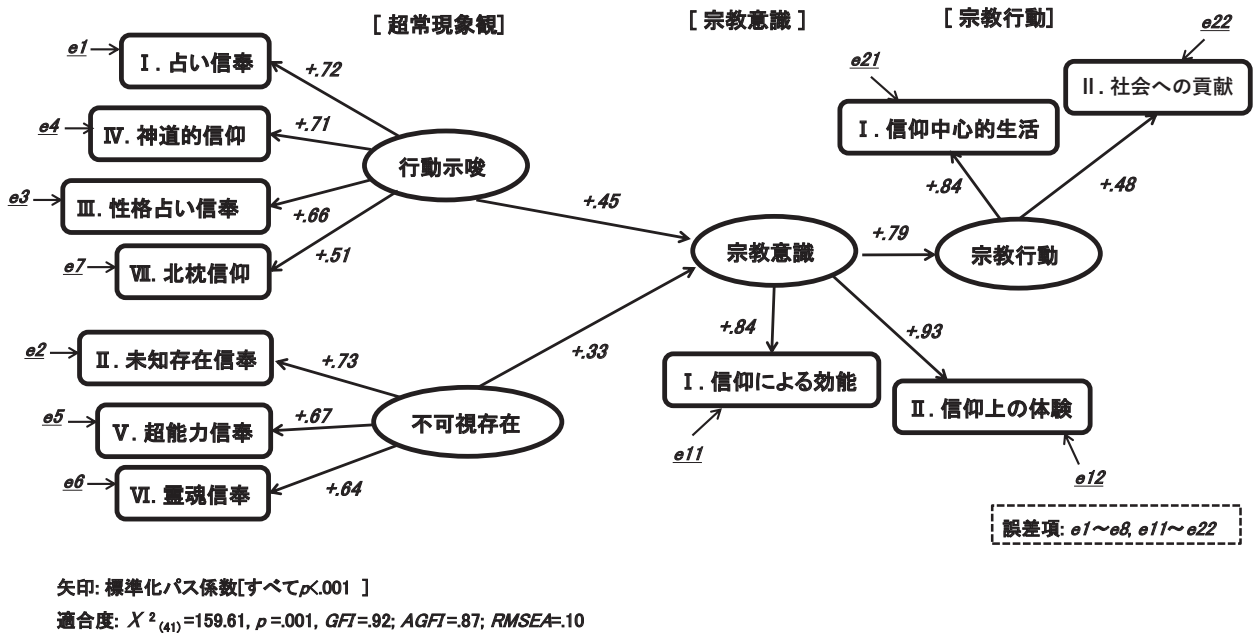 [ 超常現象観]
[ 宗教意識 ]
[ 宗教行動]
e1
Ⅰ. 占い信奉
+.72
e4
Ⅳ. 神道的信仰
+.71
e3
Ⅲ. 性格占い信奉
+.66
e7
Ⅶ. 北枕信仰
+.51
行動示唆
+.45
e2
Ⅱ. 未知存在信奉
+.73
e5
Ⅴ. 超能力信奉
+.67
e6
Ⅵ. 霊魂信奉
+.64
不可視存在
+.33
宗教意識
+.79
宗教行動
+.84
Ⅰ. 信仰による効能
e11
+.93
Ⅱ. 信仰上の体験
e12
e21
Ⅰ. 信仰中心的生活
+.84
e22
Ⅱ. 社会への貢献
+.48
誤差項: e1～e8, e11～e22
矢印: 標準化パス係数[すべてp<.001 ]
適合度: Χ ²₍₄₁₎=159.61, p =.001, GFI=.92; AGFI=.87; RMSEA=.10